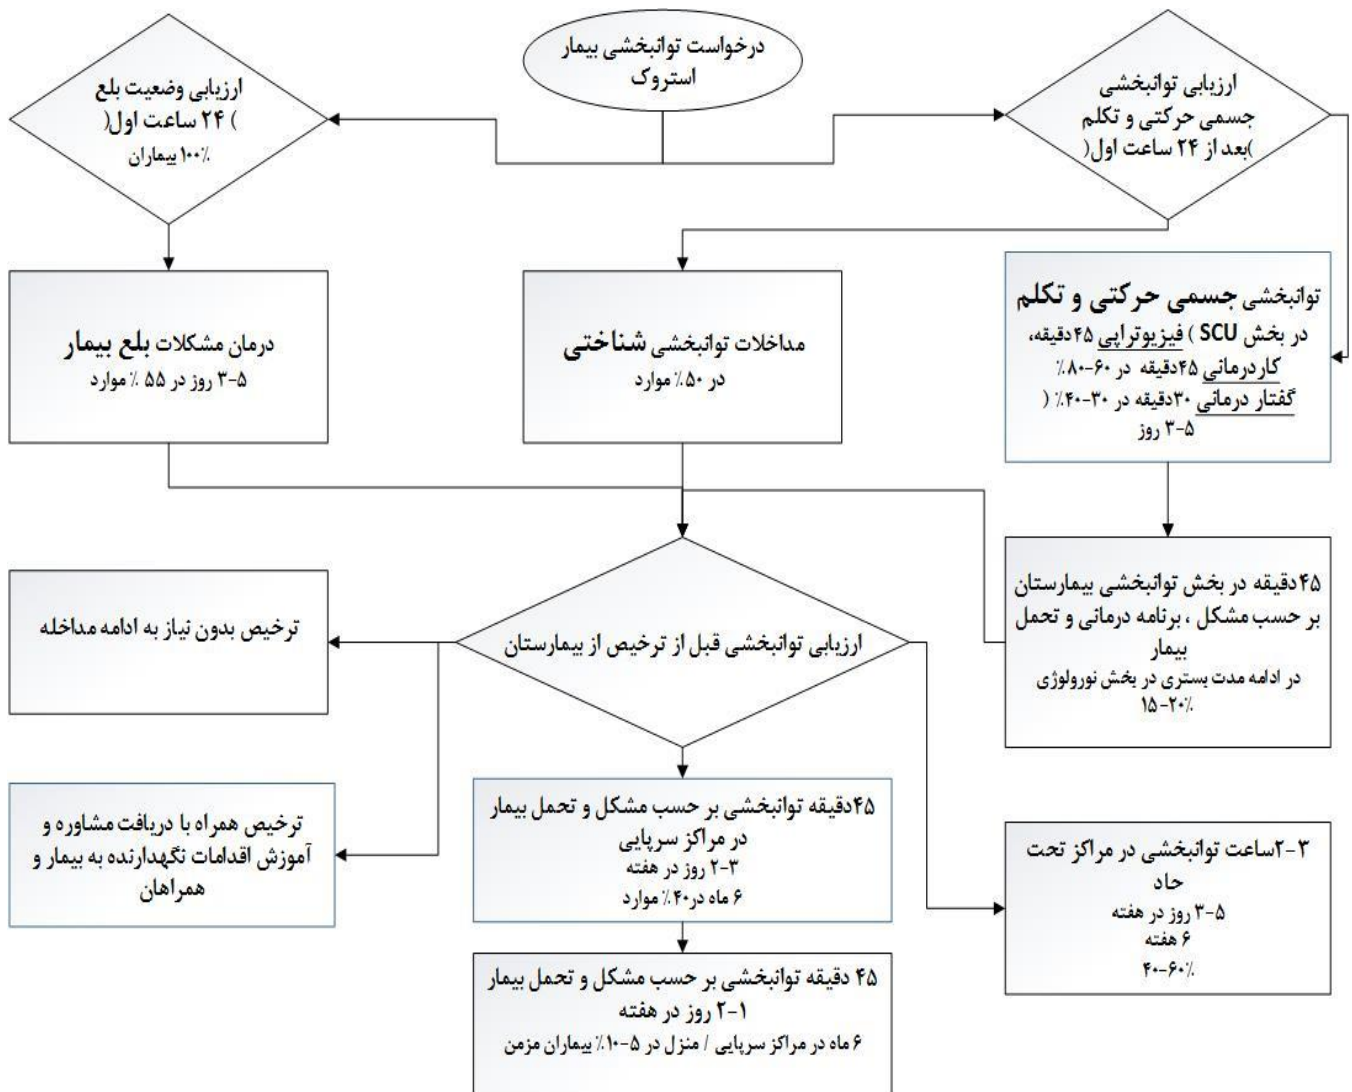 درخواست توانبخشی بیمار
استروک
ارزیابی توانبخشی
جسمی حرکتی و تکلم
)بعد از ۲۴ ساعت اول(
ارزیابی وضعیت بلع
) ۲۴ ساعت اول(
۱۰۰٪ بیماران
توانبخشی جسمی حرکتی و تکلم
در بخش SCU ) فیزیوتراپی ۴۵دقیقه،
کاردرمانی ۴۵دقیقه در ۶۰-۸۰٪
گفتار درمانی ۳۰دقیقه در ۳۰-۴۰٪ (
۳-۵ روز
مداخلات توانبخشی شناختی
در ۵۰٪ موارد
درمان مشکلات بلع بیمار
۳-۵ روز در ۵۵ ٪ موارد
۴۵دقیقه در بخش توانبخشی بیمارستان
بر حسب مشکل ، برنامه درمانی و تحمل
بیمار
در ادامه مدت بستری در بخش نورولوژی
۱۵-۲۰٪
ارزیابی توانبخشی قبل از ترخیص از بیمارستان
ترخیص بدون نیاز به ادامه مداخله
ترخیص همراه با دریافت مشاوره و
آموزش اقدامات نگهدارنده به بیمار و
همراهان
۴۵دقیقه توانبخشی بر حسب مشکل و تحمل بیمار
در مراکز سرپایی
۲-۳ روز در هفته
۶ ماه در۴۰٪ موارد
۲-۳ساعت توانبخشی در مراکز تحت
حاد
۳-۵ روز در هفته
۶ هفته
۴۰-۶۰٪
۴۵ دقیقه توانبخشی بر حسب مشکل و تحمل بیمار
۲-۱ روز در هفته
۶ ماه در مراکز سرپایی / منزل در ۵-۱۰٪ بیماران مزمن